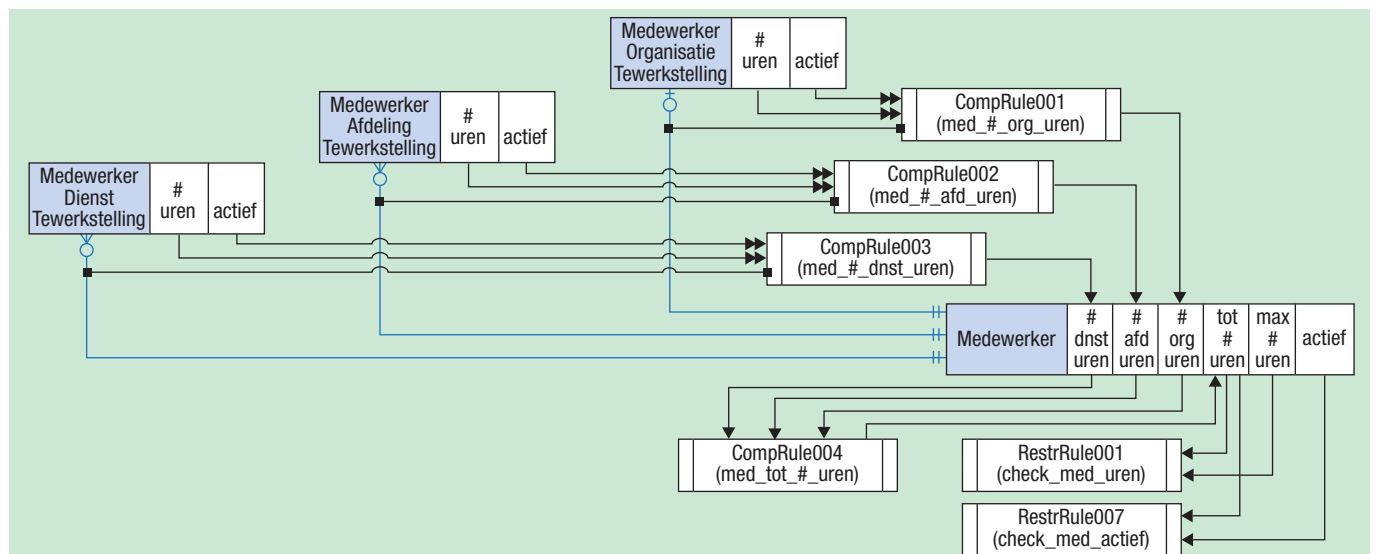 Medewerker
Organisatie
Tewerkstelling
#
uren
actief
CompRule001
(med_#_org_uren)
Medewerker
Afdeling
Tewerkstelling
#
uren
actief
CompRule002
(med_#_afd_uren)
Medewerker
Dienst
Tewerkstelling
#
uren
actief
CompRule003
(med_#_dnst_uren)
Medewerker
#
dnst
uren
#
afd
uren
#
org
uren
tot
#
uren
max
#
uren
actief
CompRule004
(med_tot_#_uren)
RestrRule001
(check_med_uren)
RestrRule007
(check_med_actief)